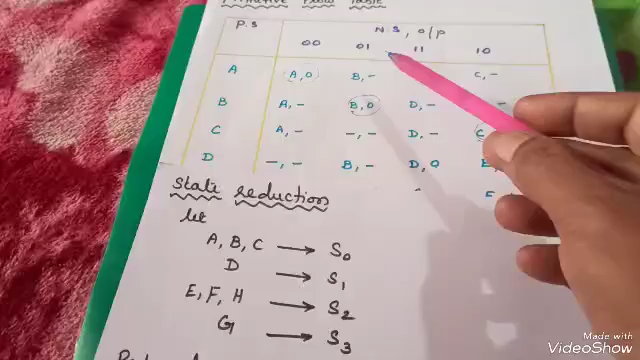 Primitive Flow Table
P.S N.S, o/p
00 01 11 10
A A,0 B,- C,-
B A,- B,0 D,- -
C A,- -,- D,- C
D -,- B,- D,0 E,
F
State reduction
let
A, B, C → S0
D → S1
E, F, H → S2
G → S3
Made with
VideoShow